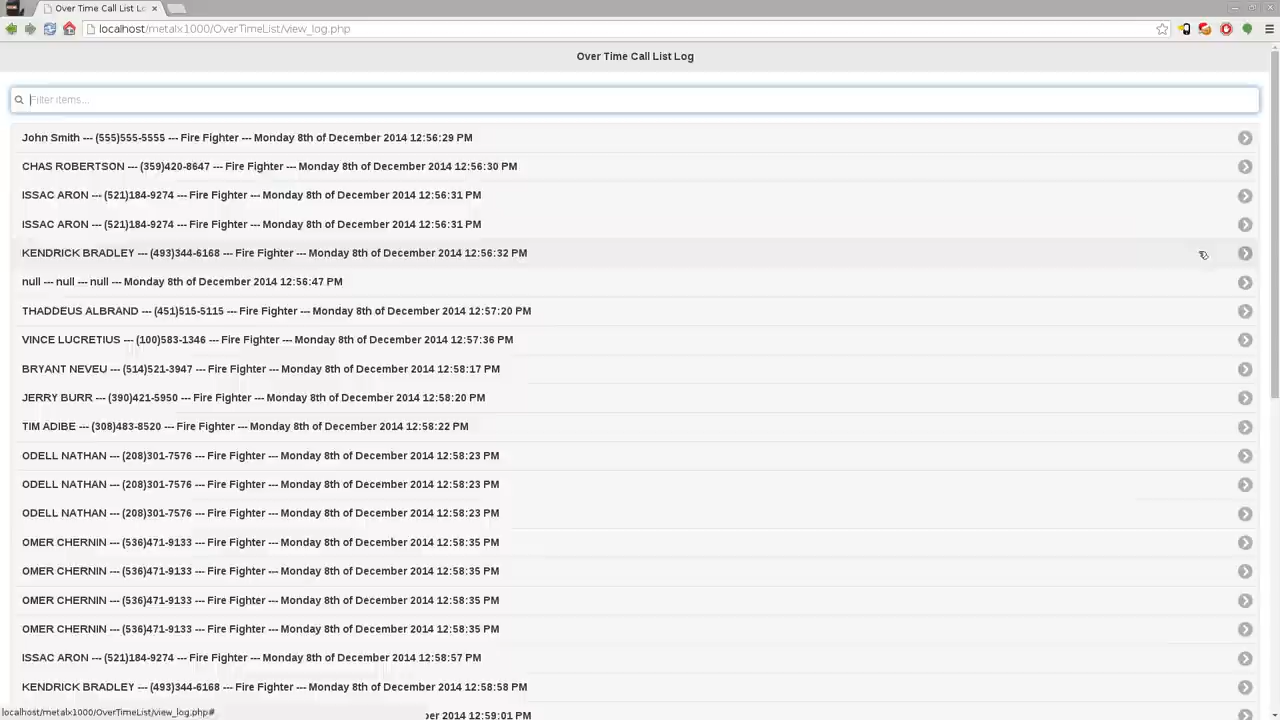 Over Time Call List Lo
localhost/metalx1000/OverTimeList/view_log.php
Over Time Call List Log
Filter items...
John Smith --- (555)555-5555 --- Fire Fighter --- Monday 8th of December 2014 12:56:29 PM
CHAS ROBERTSON --- (359)420-8647 --- Fire Fighter --- Monday 8th of December 2014 12:56:30 PM
ISSAC ARON --- (521)184-9274 --- Fire Fighter --- Monday 8th of December 2014 12:56:31 PM
ISSAC ARON --- (521)184-9274 --- Fire Fighter --- Monday 8th of December 2014 12:56:31 PM
KENDRICK BRADLEY --- (493)344-6168 --- Fire Fighter --- Monday 8th of December 2014 12:56:32 PM
null --- null --- null --- Monday 8th of December 2014 12:56:47 PM
THADDEUS ALBRAND --- (451)515-5115 --- Fire Fighter --- Monday 8th of December 2014 12:57:20 PM
VINCE LUCRETIUS --- (100)583-1346 --- Fire Fighter --- Monday 8th of December 2014 12:57:36 PM
BRYANT NEVEU --- (514)521-3947 --- Fire Fighter --- Monday 8th of December 2014 12:58:17 PM
JERRY BURR --- (390)421-5950 --- Fire Fighter --- Monday 8th of December 2014 12:58:20 PM
TIM ADIBE --- (308)483-8520 --- Fire Fighter --- Monday 8th of December 2014 12:58:22 PM
ODELL NATHAN --- (208)301-7576 --- Fire Fighter --- Monday 8th of December 2014 12:58:23 PM
ODELL NATHAN --- (208)301-7576 --- Fire Fighter --- Monday 8th of December 2014 12:58:23 PM
ODELL NATHAN --- (208)301-7576 --- Fire Fighter --- Monday 8th of December 2014 12:58:23 PM
OMER CHERNIN --- (536)471-9133 --- Fire Fighter --- Monday 8th of December 2014 12:58:35 PM
OMER CHERNIN --- (536)471-9133 --- Fire Fighter --- Monday 8th of December 2014 12:58:35 PM
OMER CHERNIN --- (536)471-9133 --- Fire Fighter --- Monday 8th of December 2014 12:58:35 PM
OMER CHERNIN --- (536)471-9133 --- Fire Fighter --- Monday 8th of December 2014 12:58:35 PM
ISSAC ARON --- (521)184-9274 --- Fire Fighter --- Monday 8th of December 2014 12:58:57 PM
KENDRICK BRADLEY --- (493)344-6168 --- Fire Fighter --- Monday 8th of December 2014 12:58:58 PM
localhost/metalx1000/OverTimeList/view_log.php# ber 2014 12:59:01 PM